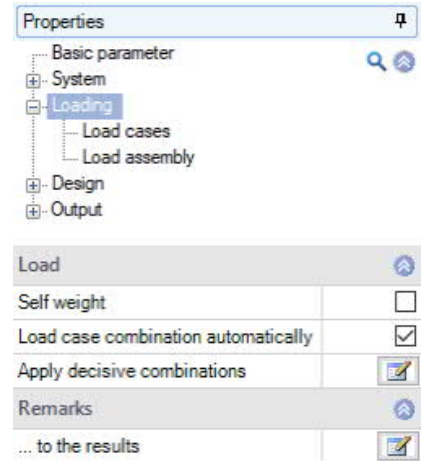 Properties
Basic parameter
System
Loading
Load cases
Load assembly
Design
Output
Load
Self weight
Load case combination automatically
Apply decisive combinations
Remarks
... to the results